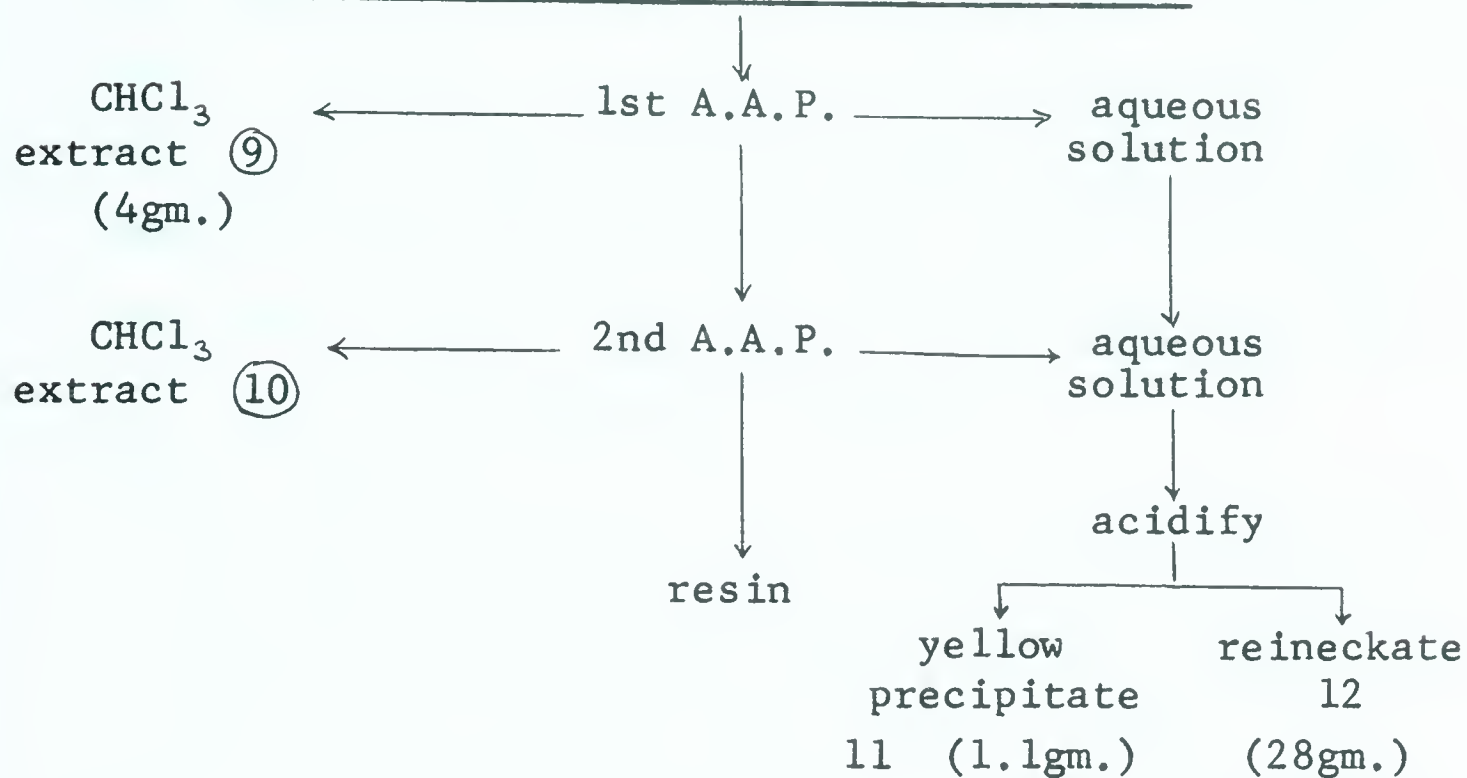 CHCl₃
extract ⑨
(4gm.)
1st A.A.P.
aqueous
solution
CHCl₃
extract ⑩
2nd A.A.P.
aqueous
solution
acidify
resin
yellow
precipitate
11 (1.1gm.)
reineckate
12
(28gm.)